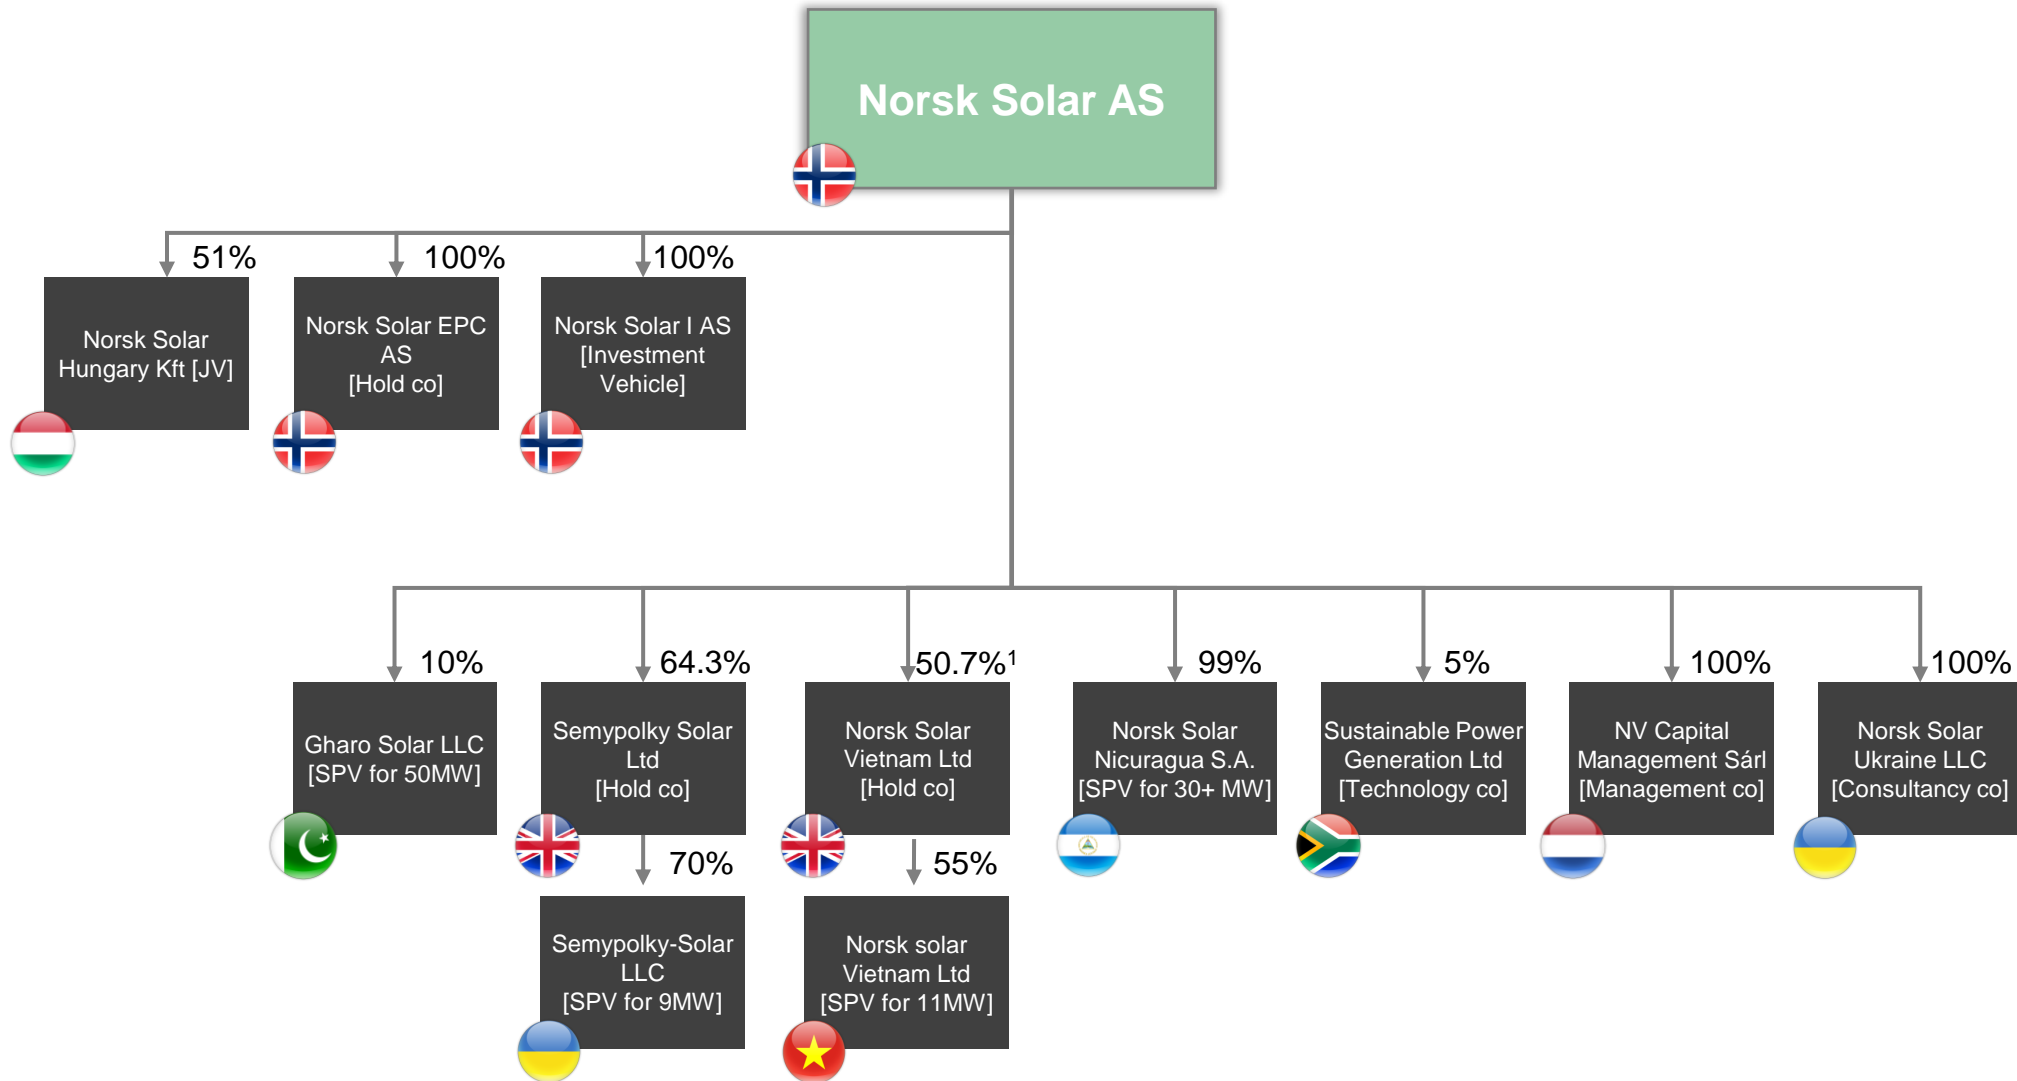 Norsk Solar AS
51%
100%
100%
Norsk Solar
Hungary Kft [JV]
Norsk Solar EPC
AS
[Hold co]
Norsk Solar I AS
[Investment
Vehicle]
10%
64.3%
50.7%¹
99%
5%
100%
100%
Gharo Solar LLC
[SPV for 50MW]
Semypolky Solar
Ltd
[Hold co]
Norsk Solar
Vietnam Ltd
[Hold co]
Norsk Solar
Nicuragua S.A.
[SPV for 30+ MW]
Sustainable Power
Generation Ltd
[Technology co]
NV Capital
Management Sárl
[Management co]
Norsk Solar
Ukraine LLC
[Consultancy co]
70%
55%
Semypolky-Solar
LLC
[SPV for 9MW]
Norsk solar
Vietnam Ltd
[SPV for 11MW]